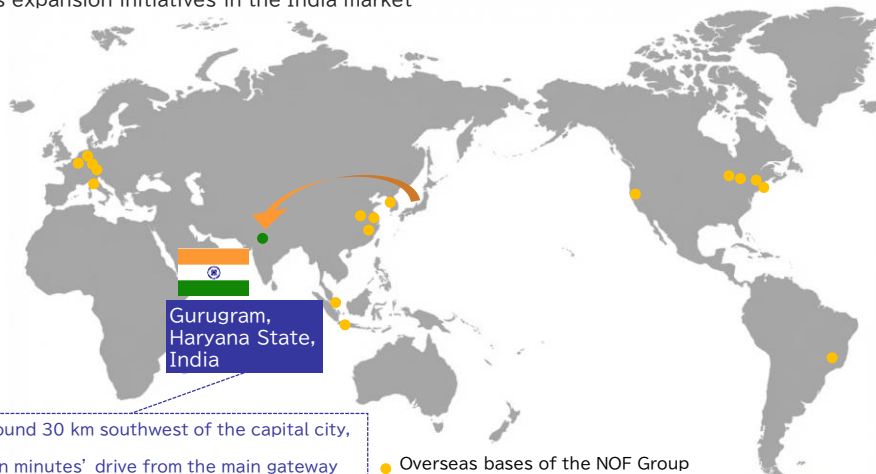 s expansion initiatives in the India market
Gurugram,
Haryana State,
India
ound 30 km southwest of the capital city,
n minutes' drive from the main gateway
Overseas bases of the NOF Group